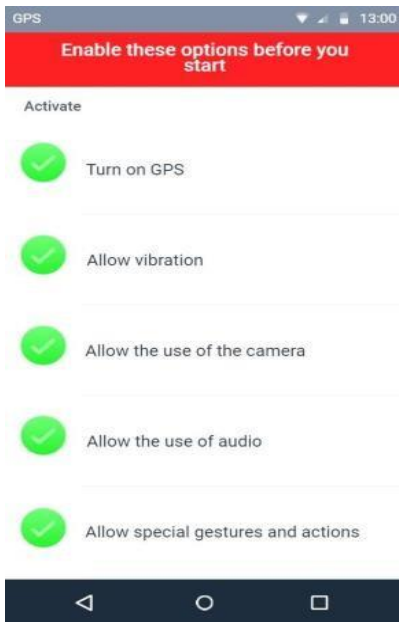 GPS 13:00
Enable these options before you
start
Activate
Turn on GPS
Allow vibration
Allow the use of the camera
Allow the use of audio
Allow special gestures and actions